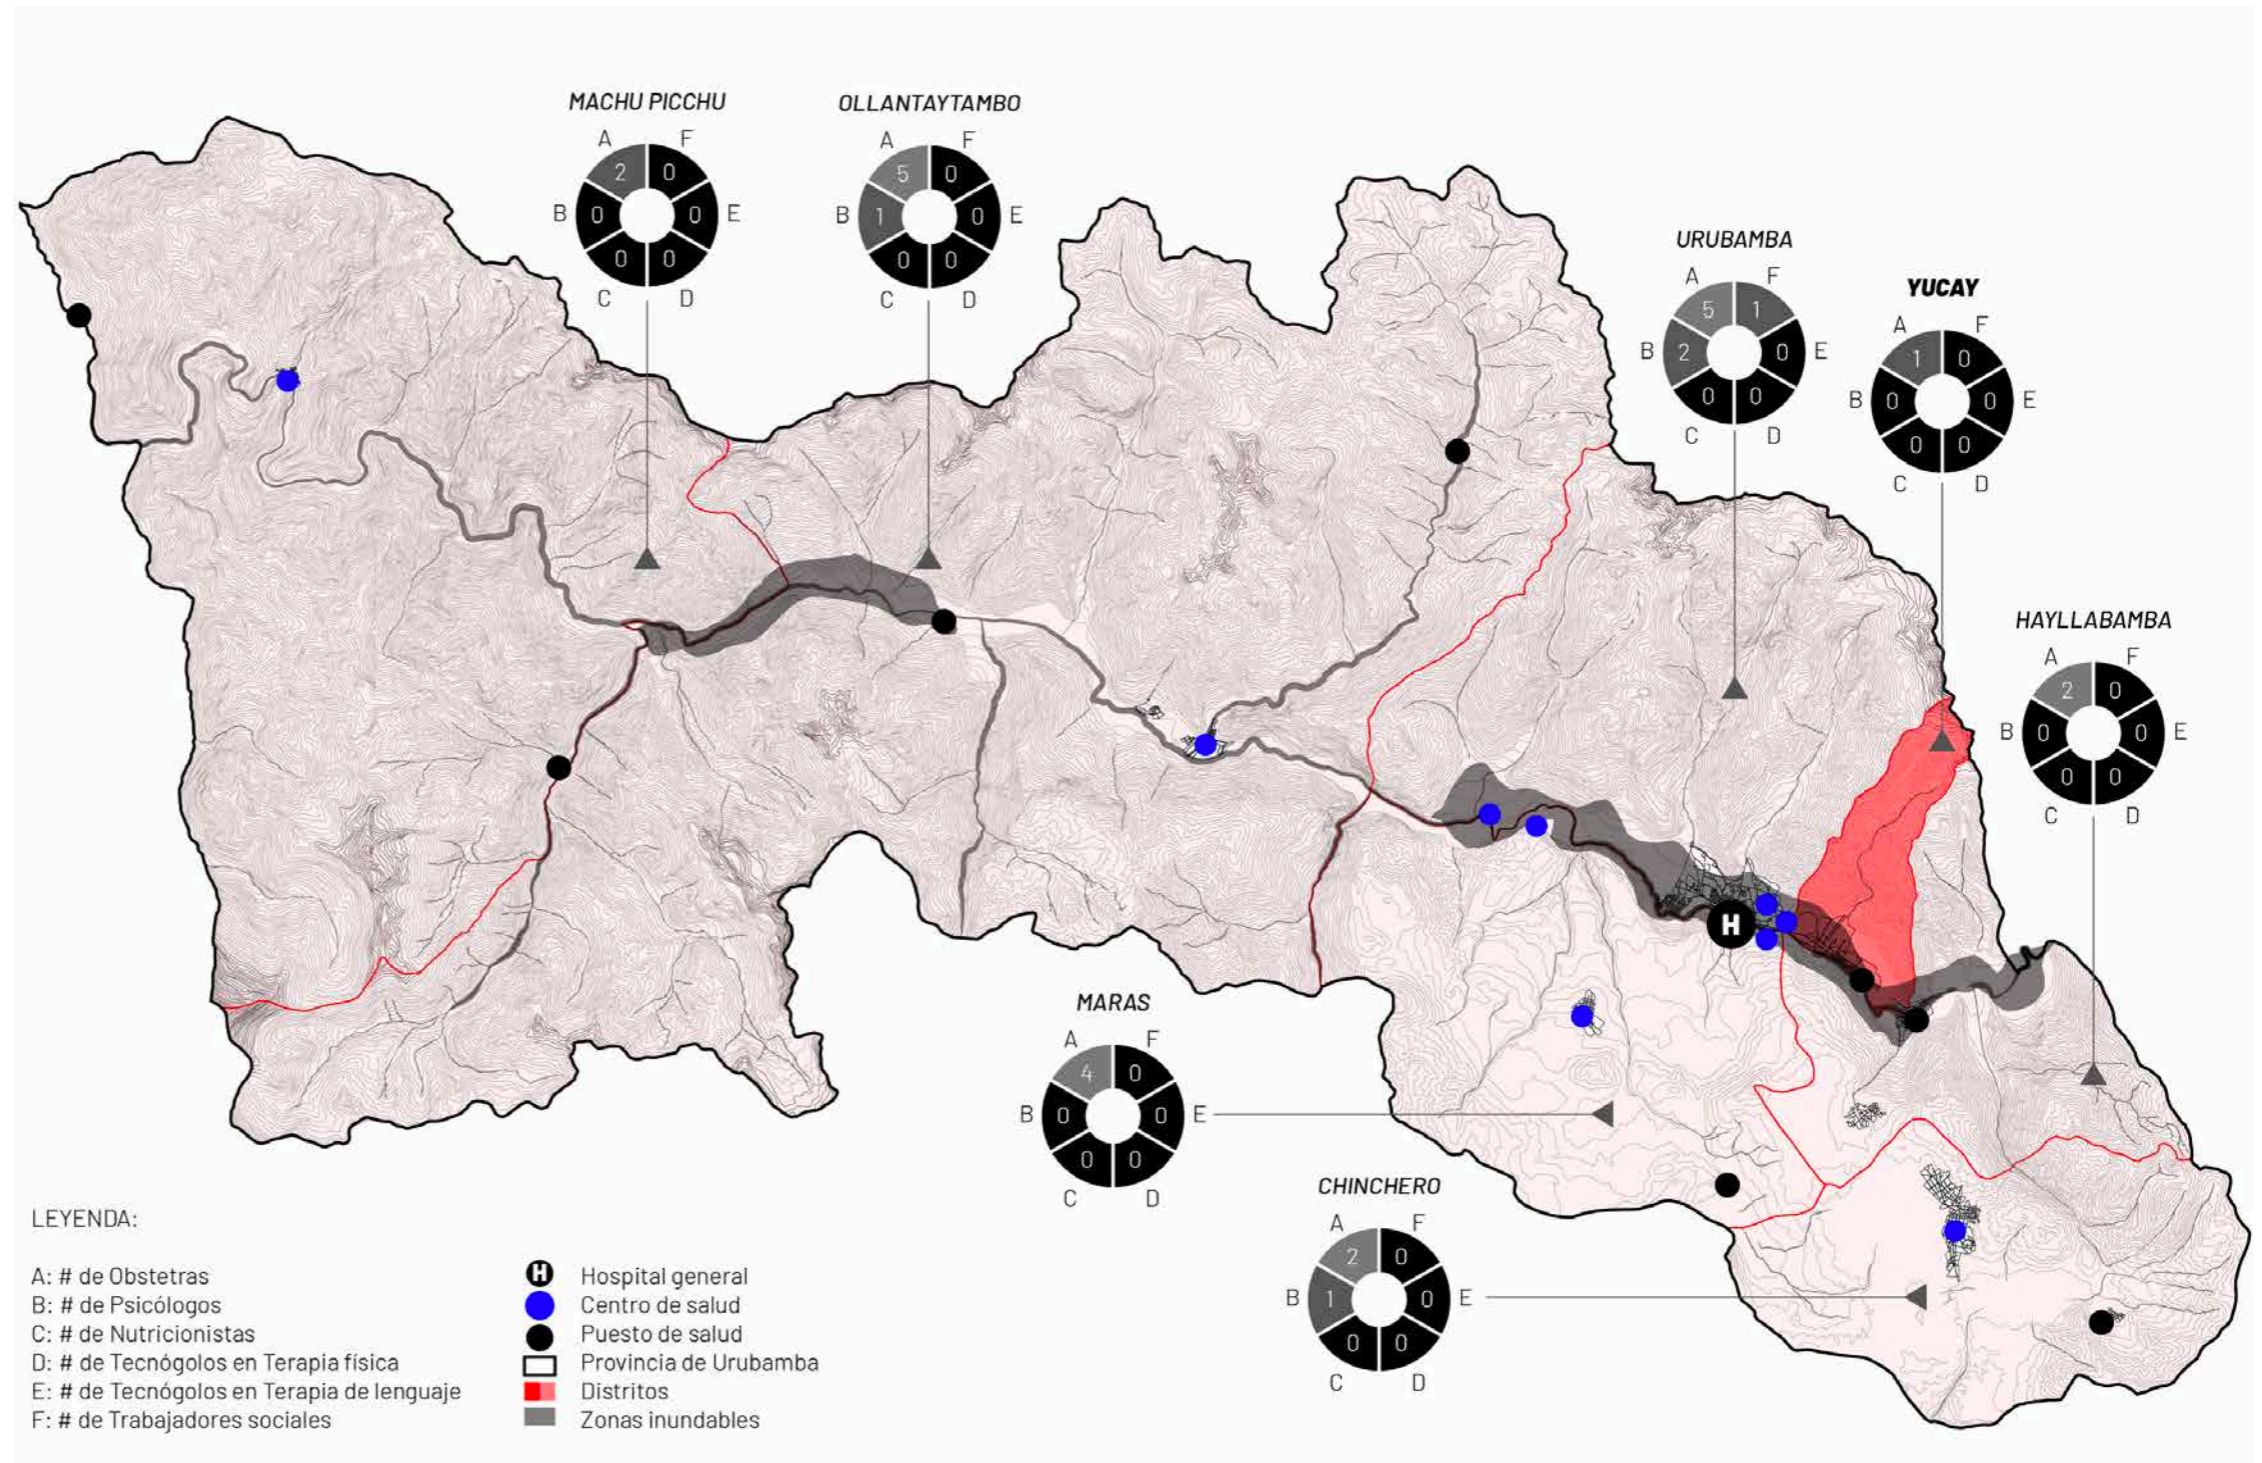 MACHU PICCHU
A F
2 0
B 0 0 E
0 0
C D
OLLANTAYTAMBO
A F
5 0
B 1 0 E
0 0
C D
URUBAMBA
A F
5 1
B 2 0 E
0 0
C D
YUCAY
A F
1 0
B 0 0 E
0 0
C D
HAYLLABAMBA
A F
2 0
B 0 0 E
0 0
C D
H
MARAS
A F
4 0
B 0 0 E
0 0
C D
CHINCHERO
A F
2 0
B 1 0 E
0 0
C D
LEYENDA:
A: # de Obstetras
B: # de Psicólogos
C: # de Nutricionistas
D: # de Tecnógolos en Terapia física
E: # de Tecnógolos en Terapia de lenguaje
F: # de Trabajadores sociales
H Hospital general
Centro de salud
Puesto de salud
Provincia de Urubamba
Distritos
Zonas inundables